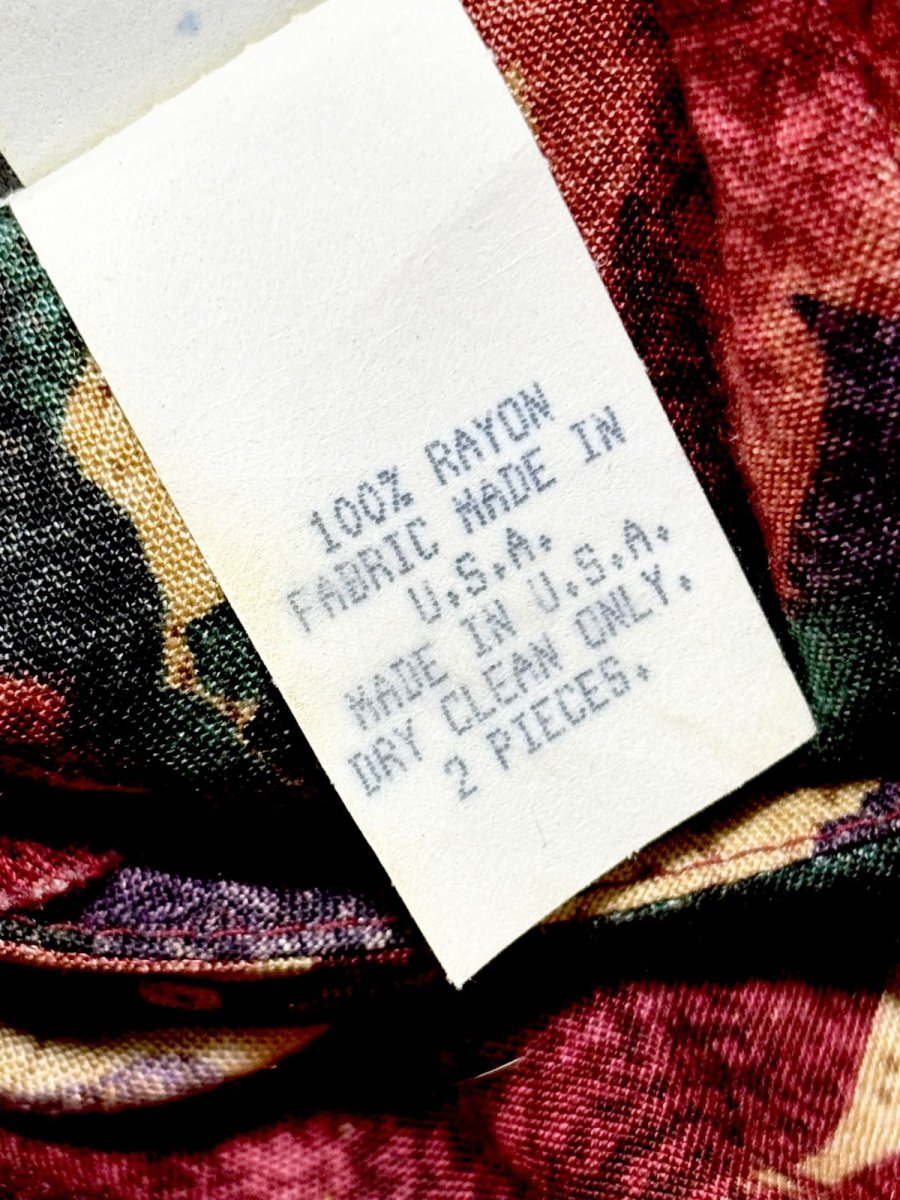 100% RAYON
FABRIC MADE IN
U.S.A.
MADE IN U.S.A.
DRY CLEAN ONLY.
2 PIECES.